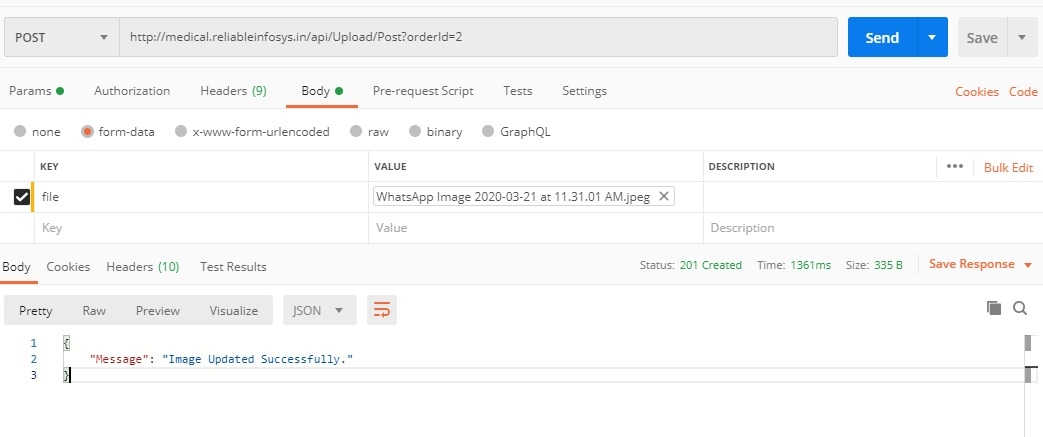 POST http://medical.reliableinfosys.in/api/Upload/Post?orderId=2 Send Save
Params Authorization Headers (9) Body Pre-request Script Tests Settings Cookies Code
none form-data x-www-form-urlencoded raw binary GraphQL
KEY VALUE DESCRIPTION ••• Bulk Edit
file WhatsApp Image 2020-03-21 at 11.31.01 AM.jpeg
Key Value Description
Body Cookies Headers (10) Test Results Status: 201 Created Time: 1361ms Size: 335 B Save Response
Pretty Raw Preview Visualize JSON
1 {
2 "Message": "Image Updated Successfully."
3 }